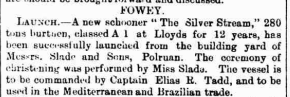 FOWEY.
LAUNCH.—A new schooner "The Silver Stream," 280
tons burthen, classed A 1 at Lloyds for 12 years, has
been successfully launched from the building yard of
Messrs. Slade and Sons, Polruan. The ceremony of
christening was performed by Miss Slade. The vessel is
to be commanded by Captain Elias R. Tadd, and to be
used in the Mediterranean and Brazilian trade.